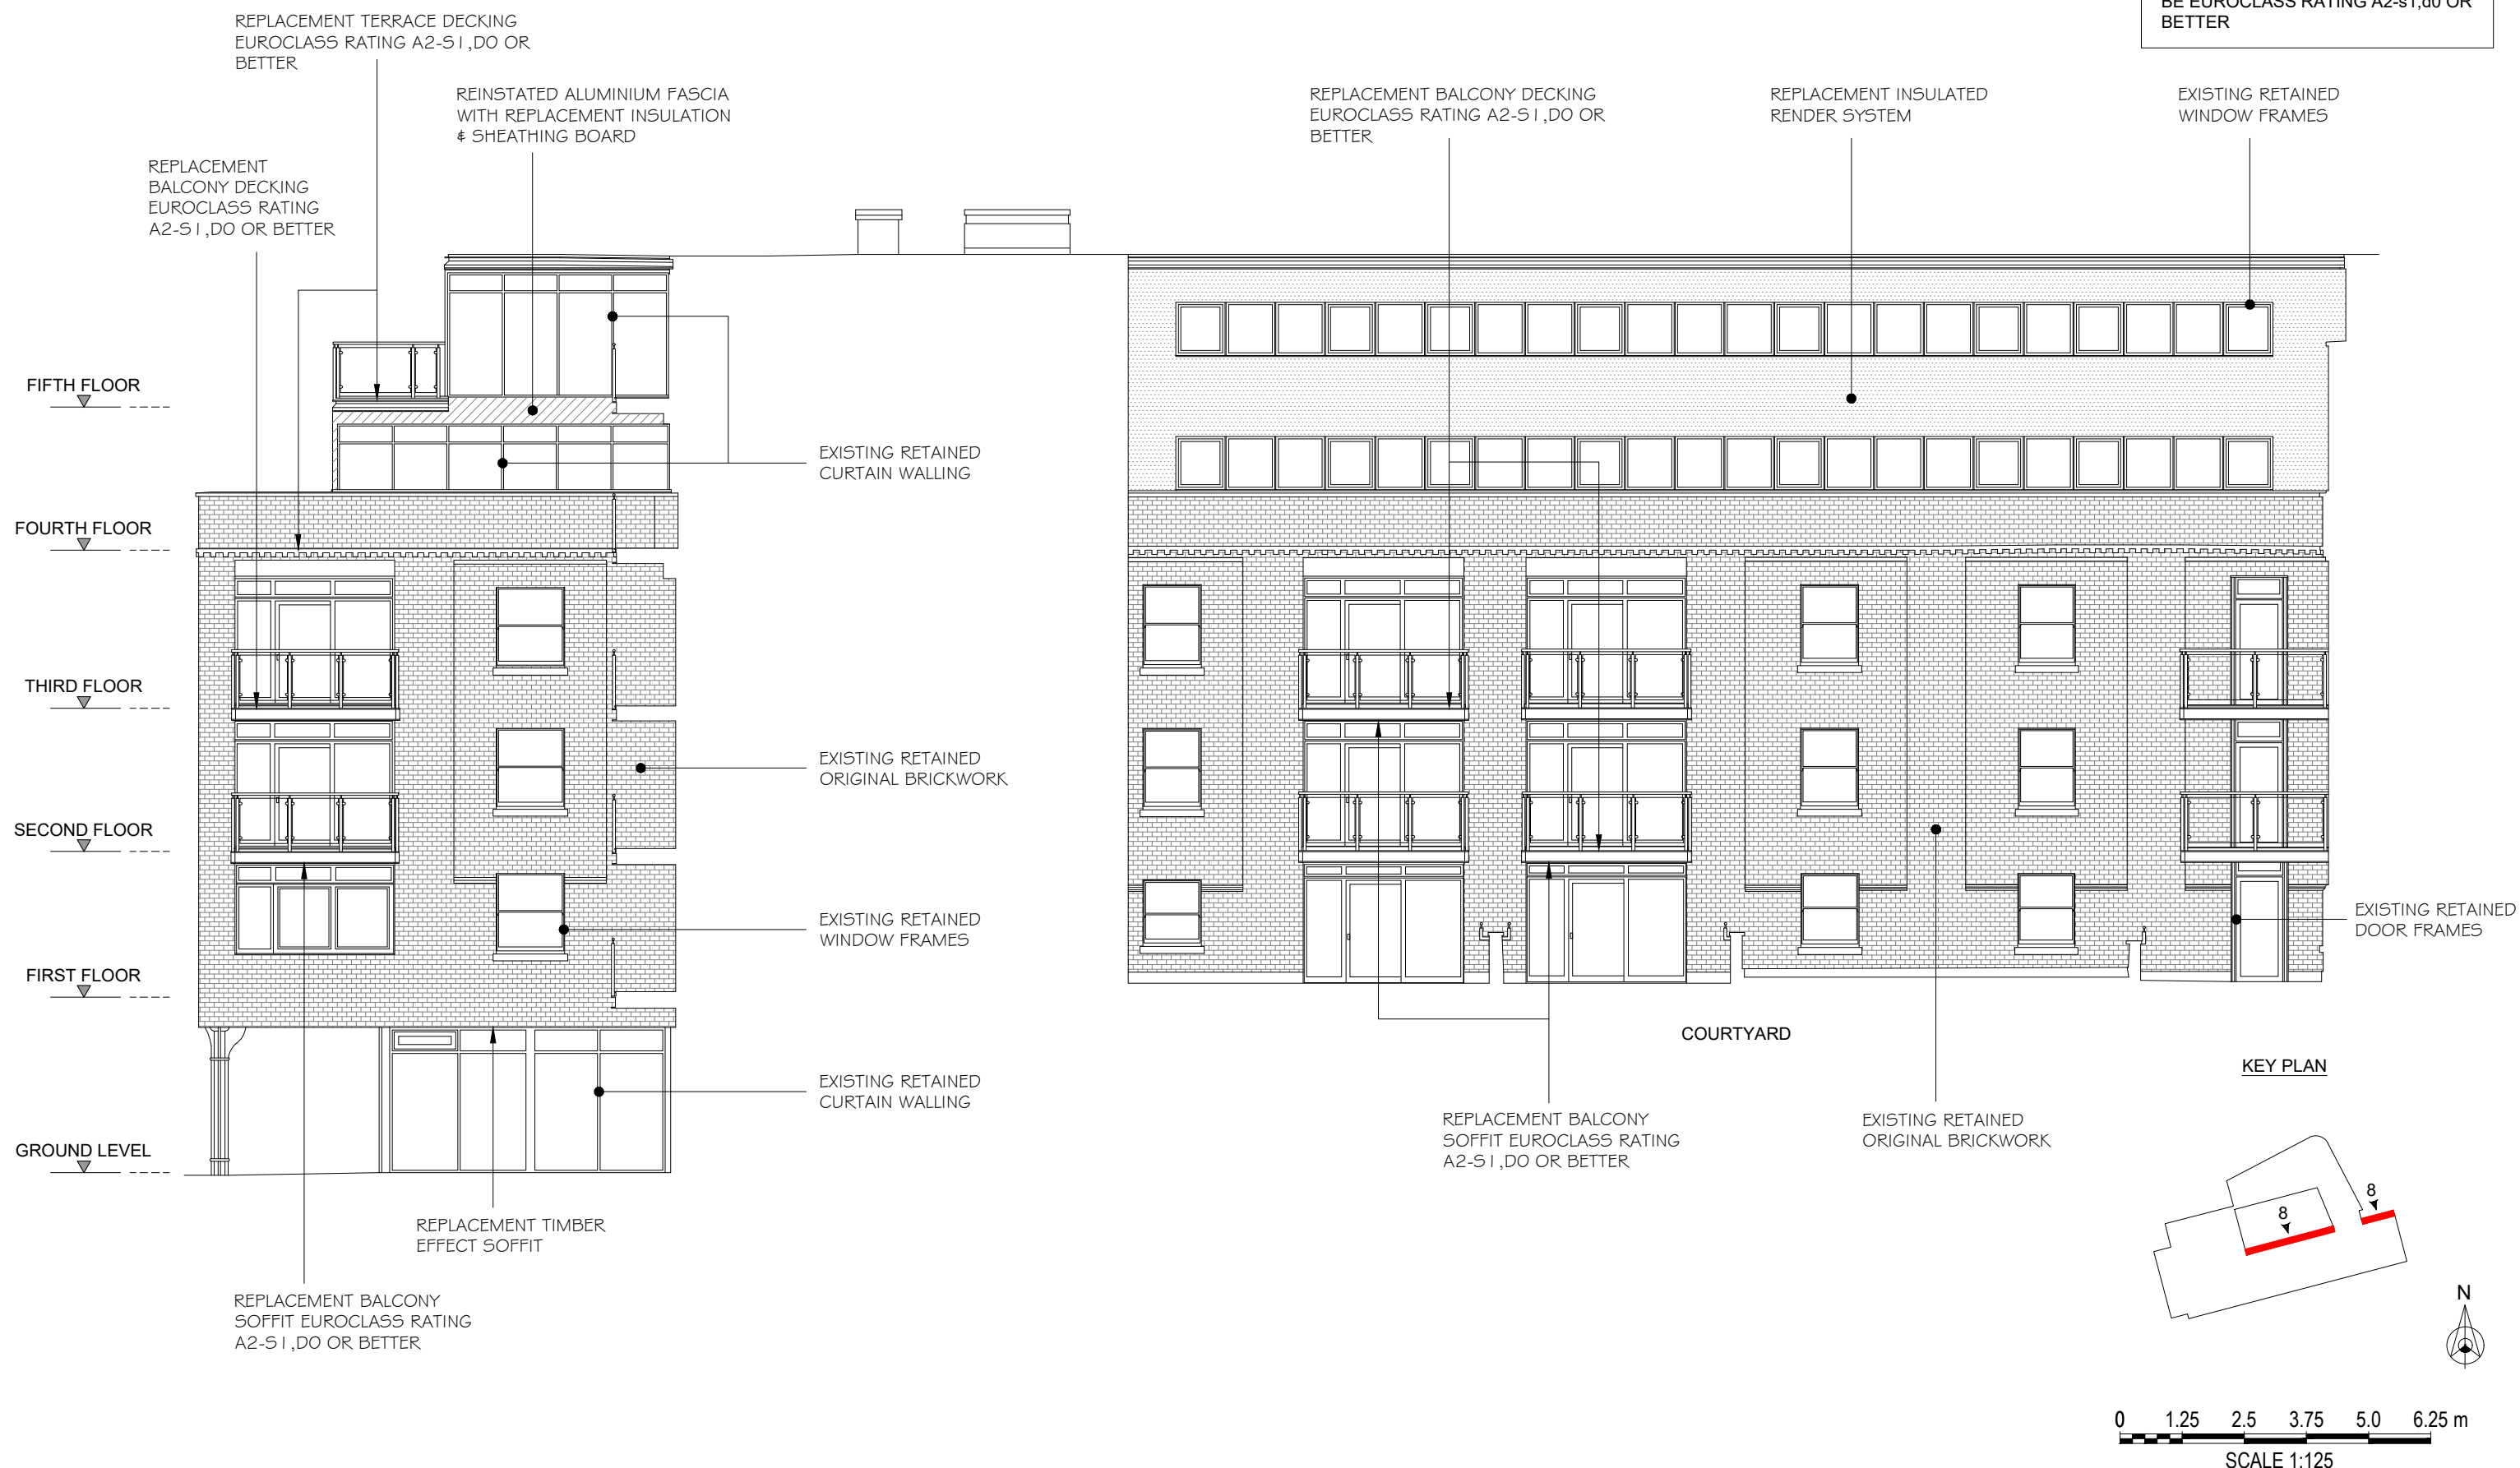 BE EUROCLASS RATING A2-s1,d0 OR
BETTER
REPLACEMENT TERRACE DECKING
EUROCLASS RATING A2-S1,D0 OR
BETTER
REINSTATED ALUMINIUM FASCIA
WITH REPLACEMENT INSULATION
& SHEATHING BOARD
REPLACEMENT BALCONY DECKING
EUROCLASS RATING A2-S1,D0 OR
BETTER
REPLACEMENT INSULATED
RENDER SYSTEM
EXISTING RETAINED
WINDOW FRAMES
REPLACEMENT
BALCONY DECKING
EUROCLASS RATING
A2-S1,D0 OR BETTER
FIFTH FLOOR
EXISTING RETAINED
CURTAIN WALLING
FOURTH FLOOR
THIRD FLOOR
EXISTING RETAINED
ORIGINAL BRICKWORK
SECOND FLOOR
EXISTING RETAINED
WINDOW FRAMES
EXISTING RETAINED
DOOR FRAMES
FIRST FLOOR
COURTYARD
KEY PLAN
EXISTING RETAINED
CURTAIN WALLING
REPLACEMENT BALCONY
SOFFIT EUROCLASS RATING
A2-S1,D0 OR BETTER
EXISTING RETAINED
ORIGINAL BRICKWORK
GROUND LEVEL
REPLACEMENT TIMBER
EFFECT SOFFIT
8
8
REPLACEMENT BALCONY
SOFFIT EUROCLASS RATING
A2-S1,D0 OR BETTER
N
0 1.25 2.5 3.75 5.0 6.25 m
SCALE 1:125